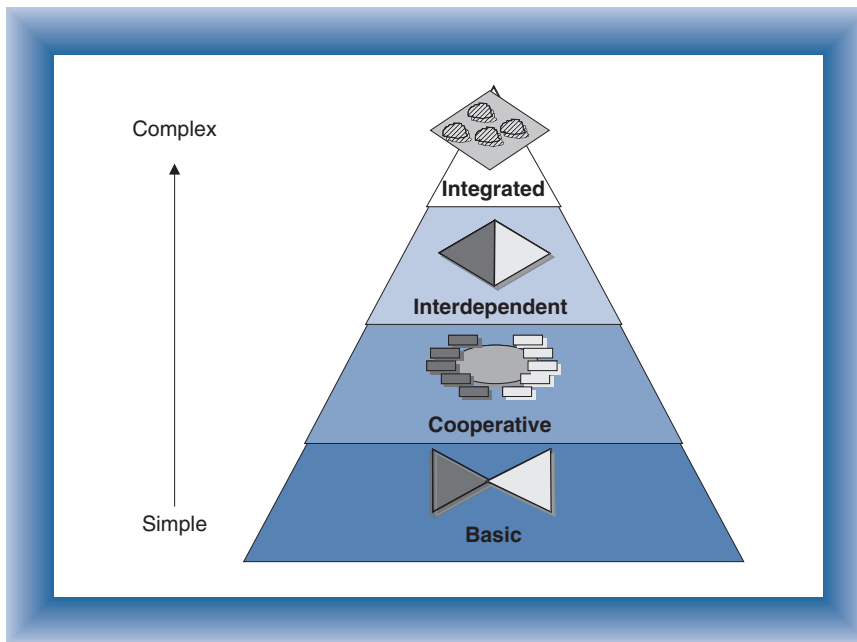 Complex
Integrated
Interdependent
Cooperative
Simple
Basic